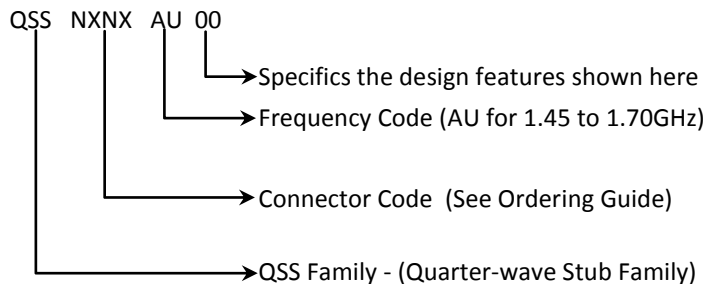 QSS NXNX AU 00
Specifics the design features shown here
Frequency Code (AU for 1.45 to 1.70GHz)
Connector Code (See Ordering Guide)
QSS Family - (Quarter-wave Stub Family)